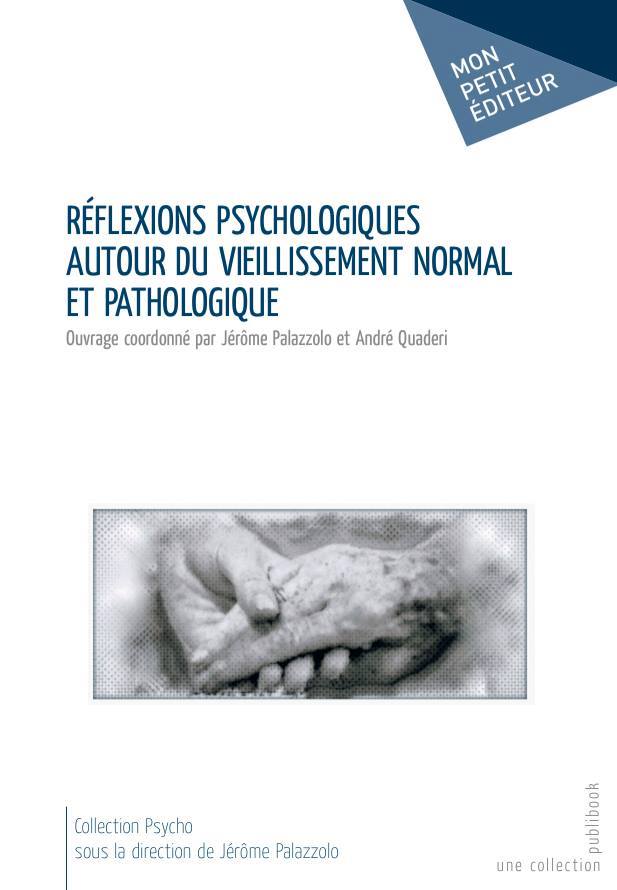 MON
PETIT
ÉDITEUR
RÉFLEXIONS PSYCHOLOGIQUES
AUTOUR DU VIEILLISSEMENT NORMAL
ET PATHOLOGIQUE
Ouvrage coordonné par Jérôme Palazzolo et André Quaderi
Collection Psycho
sous la direction de Jérôme Palazzolo
publibook
une collection